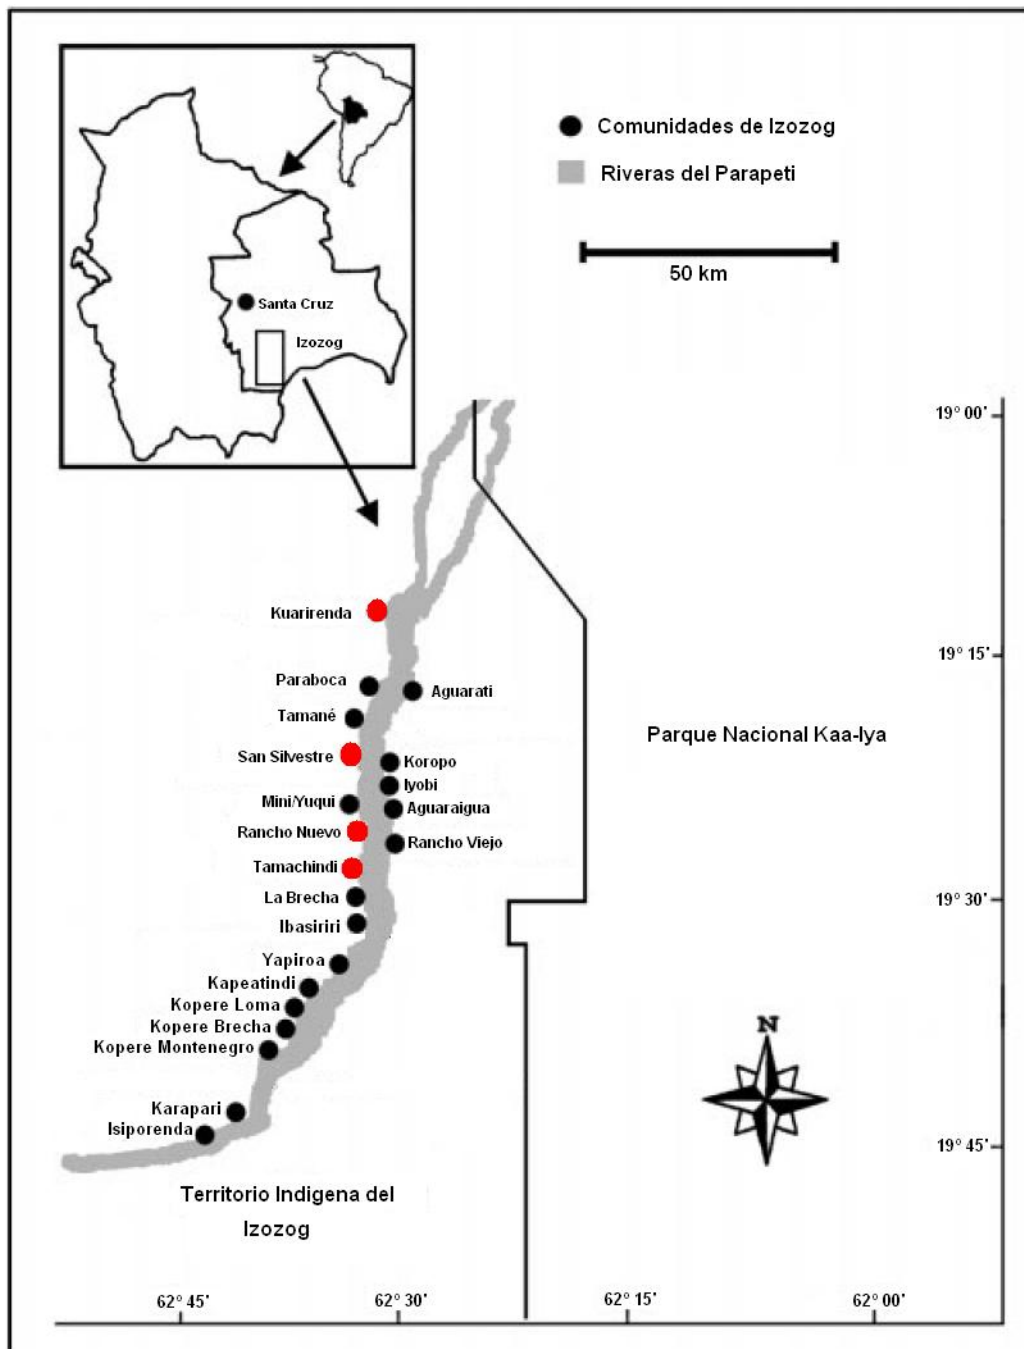 Comunidades de Izozog
Riveras del Parapeti
50 km
Santa Cruz
Izozog
19° 00'
Kuarirenda
19° 15'
Paraboca
Aguarati
Tamané
Parque Nacional Kaa-Iya
San Silvestre
Koropo
Iyobi
Mini/Yuqui
Aguaraigua
Rancho Nuevo
Rancho Viejo
Tamachindi
La Brecha
19° 30'
Ibasiriri
Yapiroa
Kapeatindi
Kopere Loma
Kopere Brecha
N
Kopere Montenegro
Karapari
Isiporenda
19° 45'
Territorio Indigena del
Izozog
62° 45'
62° 30'
62° 15'
62° 00'